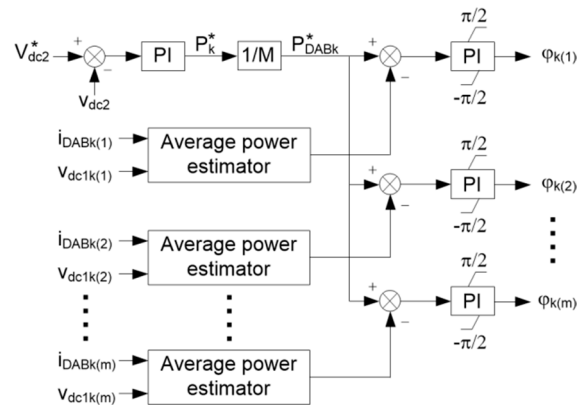 V*dc2
+
−
vdc2
PI
P*k
1/M
P*DABk
+
−
π/2
PI
-π/2
φk(1)
iDABk(1)
vdc1k(1)
Average power
estimator
+
−
π/2
PI
-π/2
φk(2)
iDABk(2)
vdc1k(2)
Average power
estimator
+
−
π/2
PI
-π/2
φk(m)
iDABk(m)
vdc1k(m)
Average power
estimator